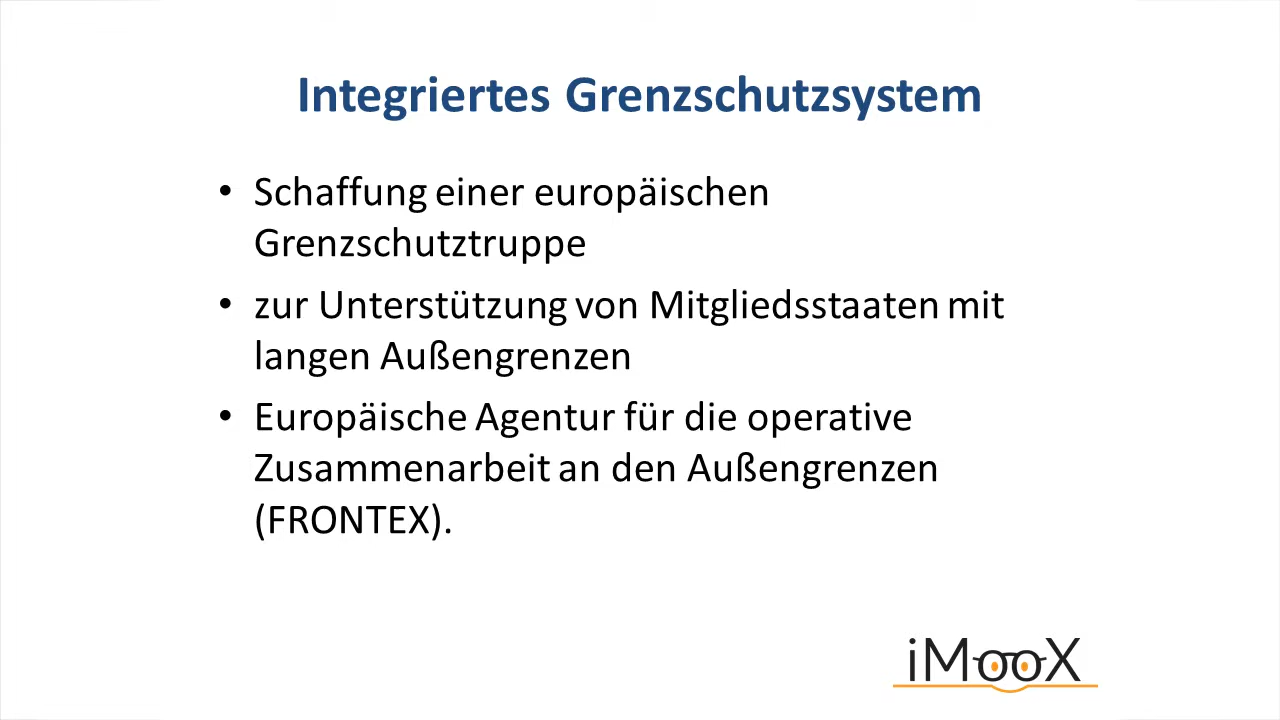 Integriertes Grenzschutzsystem
• Schaffung einer europäischen
Grenzschutztruppe
• zur Unterstützung von Mitgliedsstaaten mit
langen Außengrenzen
• Europäische Agentur für die operative
Zusammenarbeit an den Außengrenzen
(FRONTEX).
iMooX